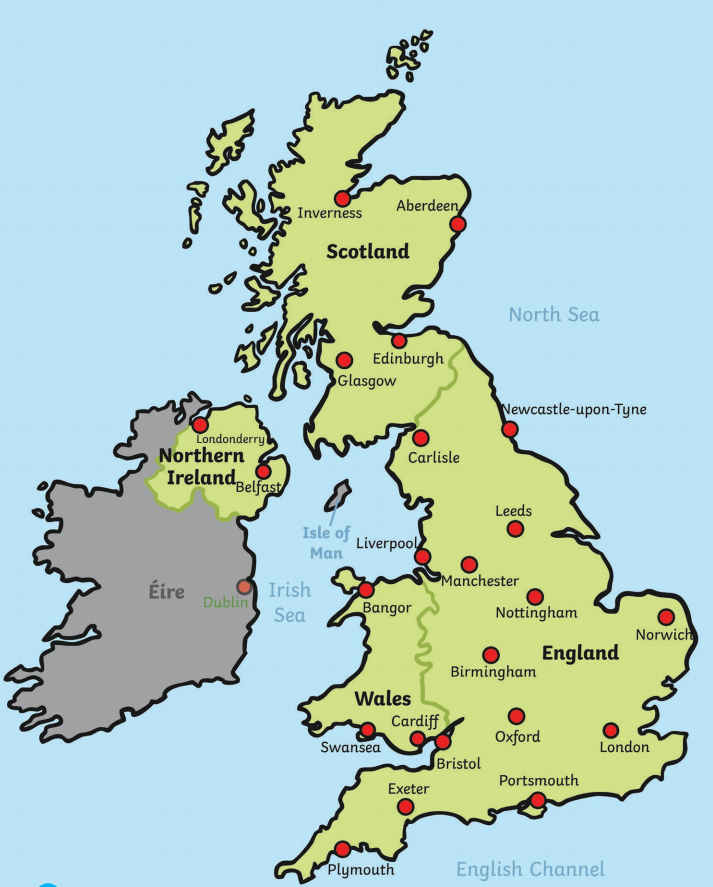 Inverness
Aberdeen
Scotland
North Sea
Edinburgh
Glasgow
Newcastle-upon-Tyne
Londonderry
Northern
Ireland
Carlisle
Belfast
Leeds
Isle of
Man
Liverpool
Manchester
Éire
Dublin
Irish
Sea
Bangor
Nottingham
Norwich
England
Birmingham
Wales
Cardiff
Swansea
Oxford
London
Bristol
Portsmouth
Exeter
Plymouth
English Channel